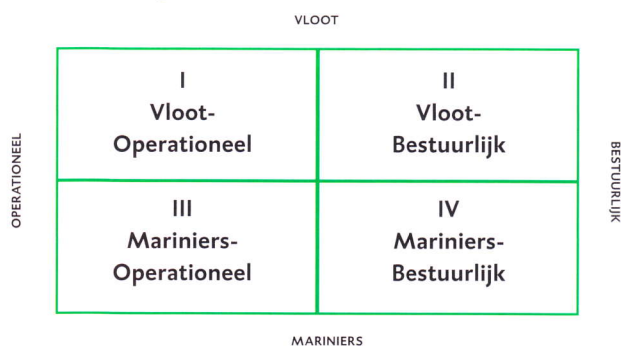 VLOOT
I
Vloot-
Operationeel
II
Vloot-
Bestuurlijk
OPERATIONEEL
BESTUURLIJK
III
Mariniers-
Operationeel
IV
Mariniers-
Bestuurlijk
MARINIERS